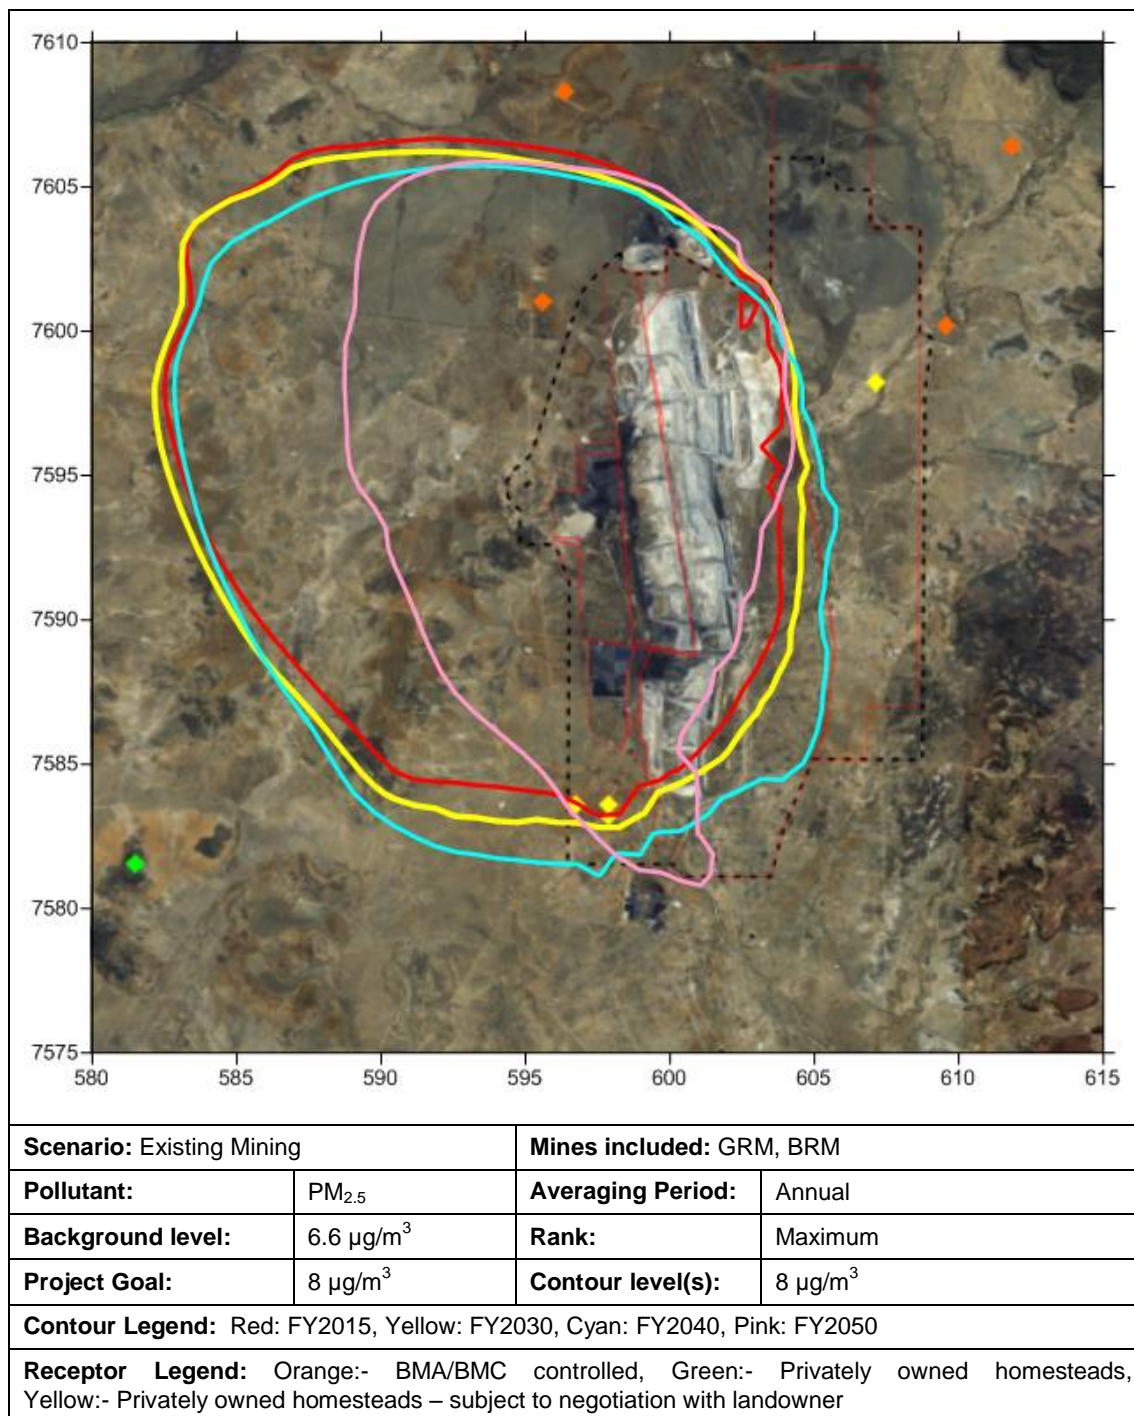 7610
7605
7600
7595
7590
7585
7580
7575
580 585 590 595 600 605 610 615
Scenario: Existing Mining Mines included: GRM, BRM
Pollutant: PM2.5 Averaging Period: Annual
Background level: 6.6 µg/m3 Rank: Maximum
Project Goal: 8 µg/m3 Contour level(s): 8 µg/m3
Contour Legend: Red: FY2015, Yellow: FY2030, Cyan: FY2040, Pink: FY2050
Receptor Legend: Orange:- BMA/BMC controlled, Green:- Privately owned homesteads,
Yellow:- Privately owned homesteads – subject to negotiation with landowner